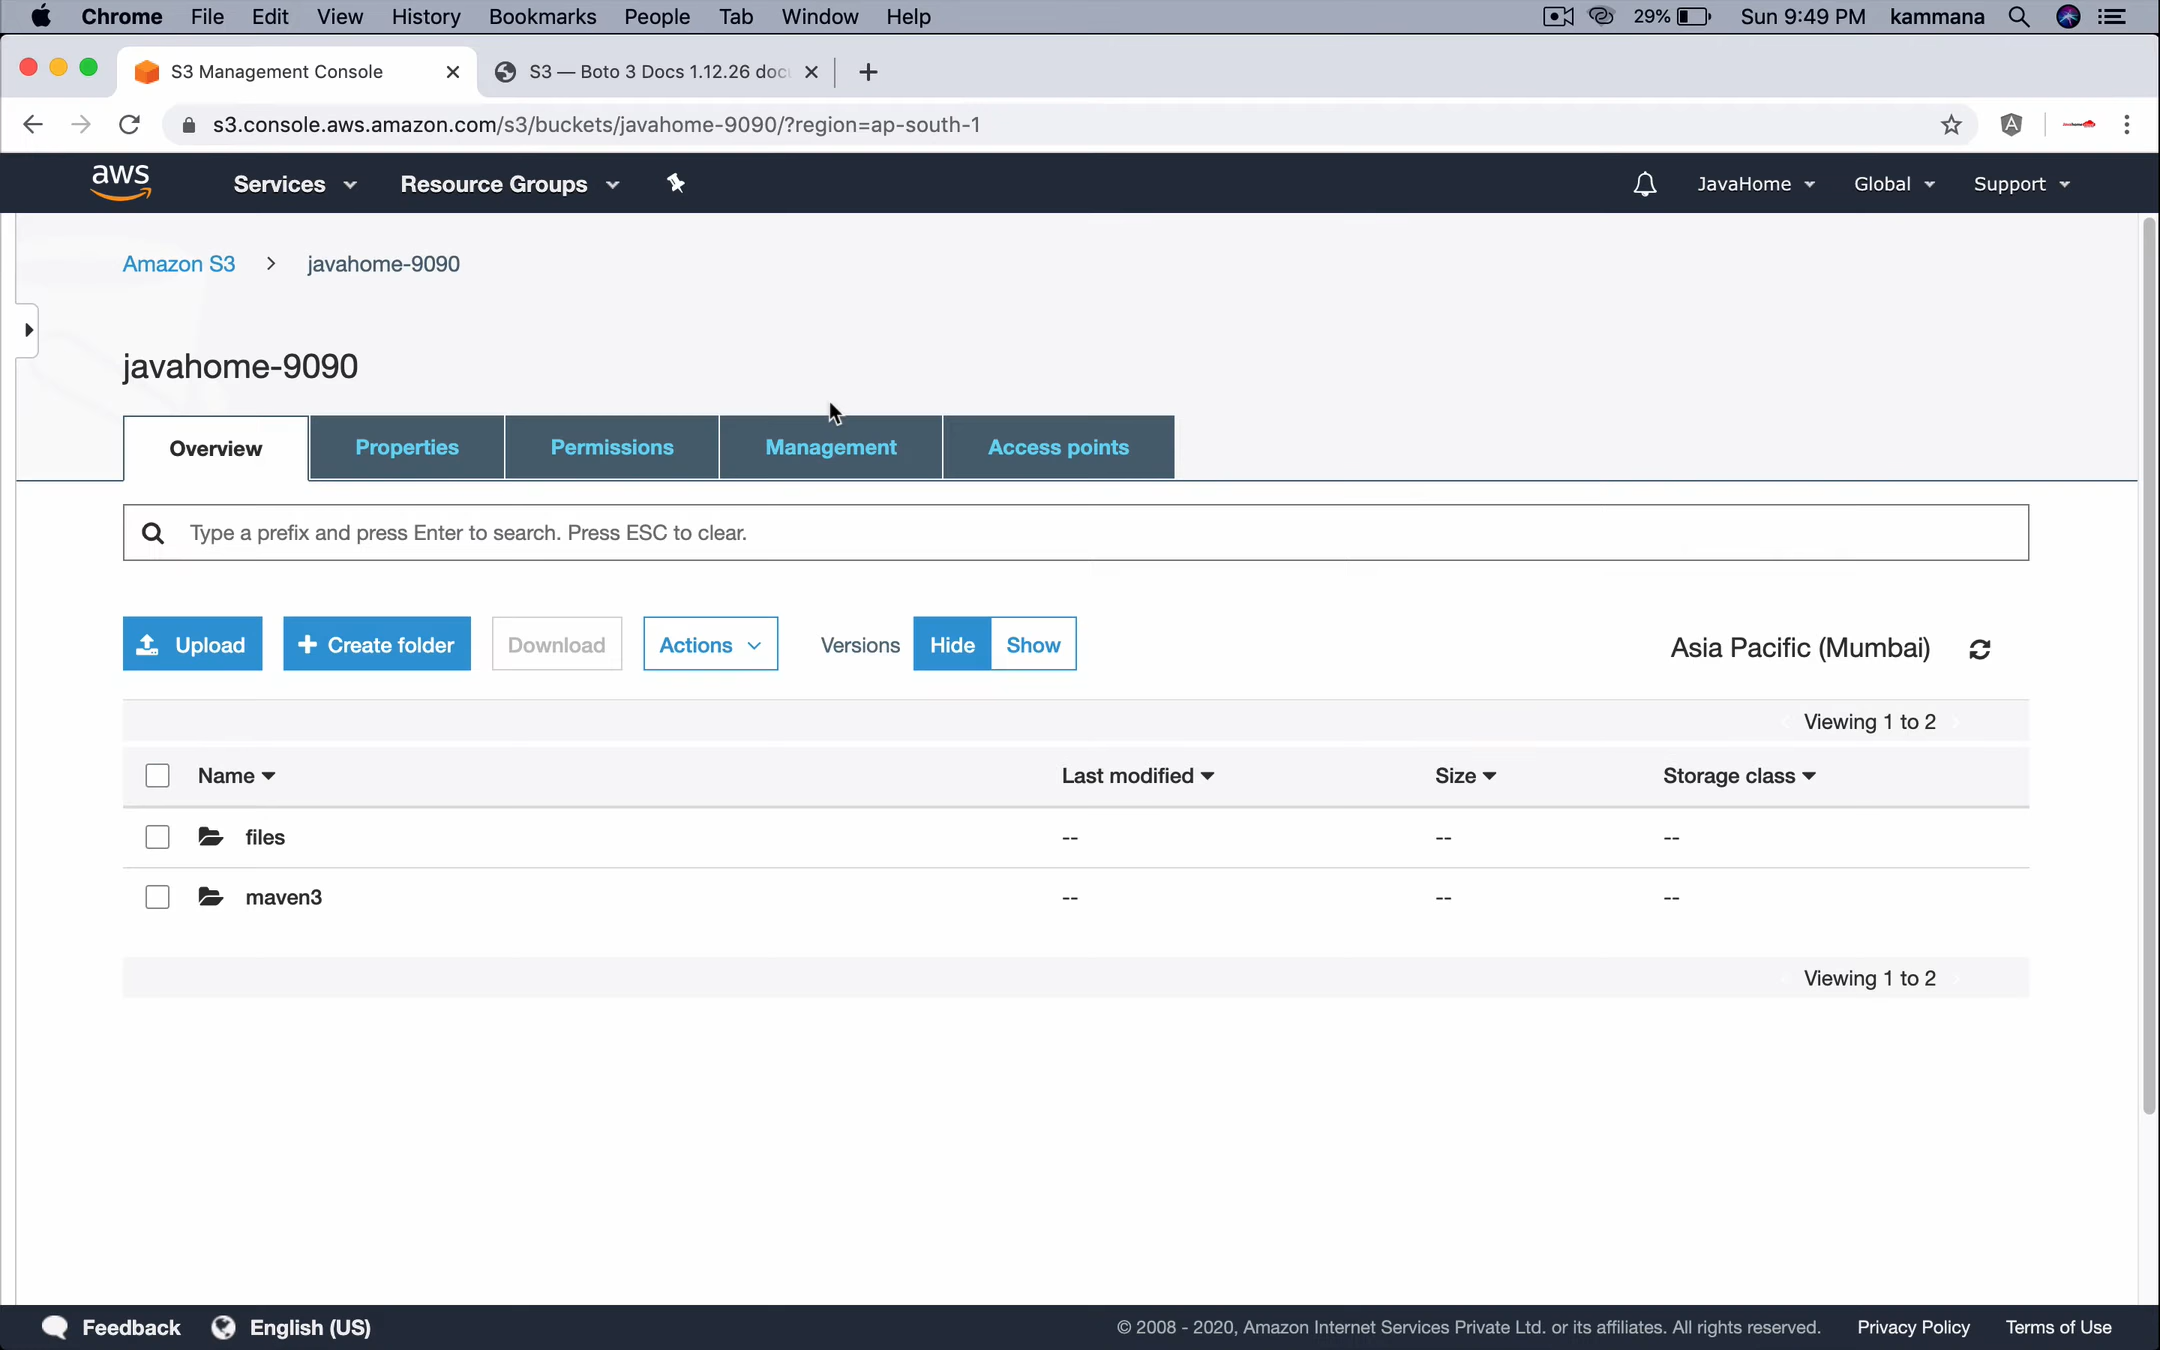 Chrome File Edit View History Bookmarks People Tab Window Help 29% Sun 9:49 PM kammana
S3 Management Console S3 — Boto 3 Docs 1.12.26 doc
s3.console.aws.amazon.com/s3/buckets/javahome-9090/?region=ap-south-1
aws Services Resource Groups JavaHome Global Support
Amazon S3 > javahome-9090
javahome-9090
Overview Properties Permissions Management Access points
Type a prefix and press Enter to search. Press ESC to clear.
Upload + Create folder Download Actions Versions Hide Show Asia Pacific (Mumbai)
Viewing 1 to 2
Name Last modified Size Storage class
files -- -- --
maven3 -- -- --
Viewing 1 to 2
Feedback English (US) © 2008 - 2020, Amazon Internet Services Private Ltd. or its affiliates. All rights reserved. Privacy Policy Terms of Use